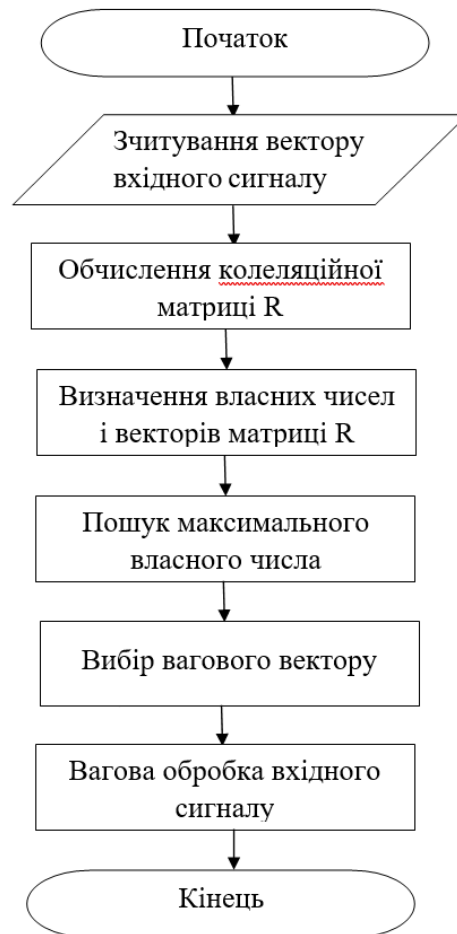 Початок
Зчитування вектору
вхідного сигналу
Обчислення колеляційної
матриці R
Визначення власних чисел
і векторів матриці R
Пошук максимального
власного числа
Вибір вагового вектору
Вагова обробка вхідного
сигналу
Кінець